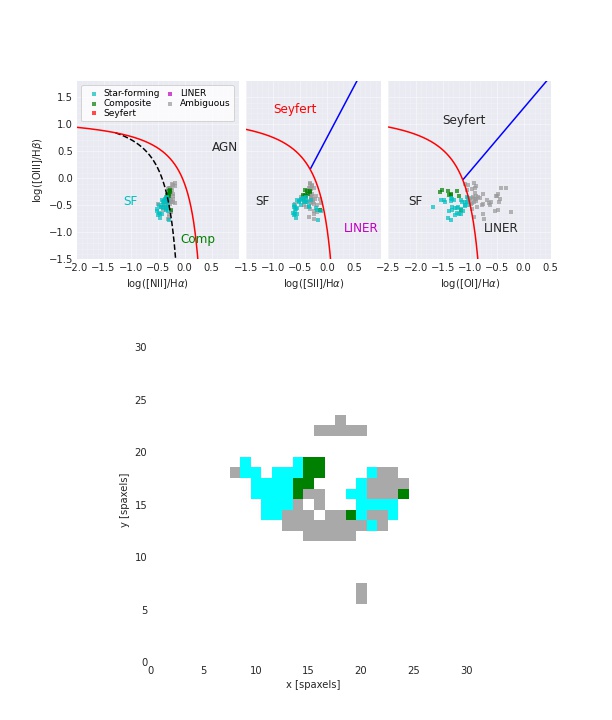 Star-forming
Composite
Seyfert
LINER
Ambiguous
1.5
1.0
0.5
0.0
−0.5
−1.0
−1.5
log([OIII]/Hβ)
AGN
SF
Comp
−2.0 −1.5 −1.0 −0.5 0.0 0.5
log([NII]/Hα)
Seyfert
SF
LINER
−1.5 −1.0 −0.5 0.0 0.5
log([SII]/Hα)
Seyfert
SF
LINER
−2.5 −2.0 −1.5 −1.0 −0.5 0.0 0.5
log([OI]/Hα)
30
25
20
15
10
5
0
y [spaxels]
0 5 10 15 20 25 30
x [spaxels]